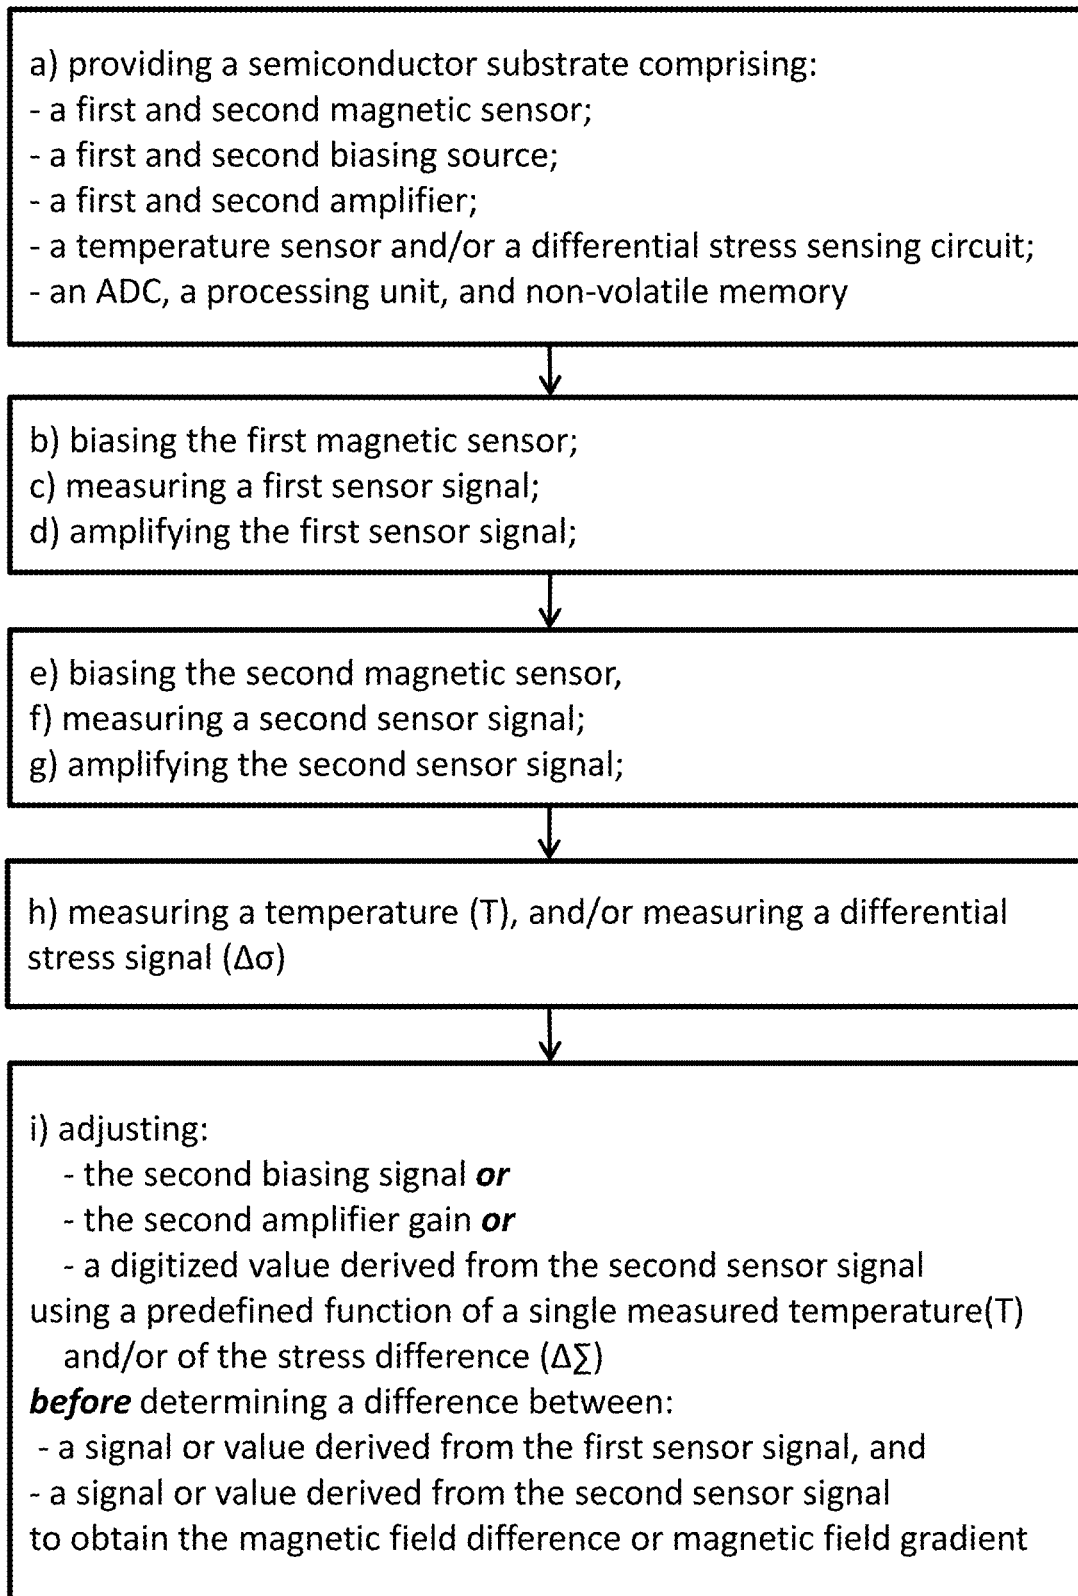 a) providing a semiconductor substrate comprising:
- a first and second magnetic sensor;
- a first and second biasing source;
- a first and second amplifier;
- a temperature sensor and/or a differential stress sensing circuit;
- an ADC, a processing unit, and non-volatile memory
b) biasing the first magnetic sensor;
c) measuring a first sensor signal;
d) amplifying the first sensor signal;
e) biasing the second magnetic sensor,
f) measuring a second sensor signal;
g) amplifying the second sensor signal;
h) measuring a temperature (T), and/or measuring a differential
stress signal (Δσ)
i) adjusting:
- the second biasing signal or
- the second amplifier gain or
- a digitized value derived from the second sensor signal
using a predefined function of a single measured temperature(T)
and/or of the stress difference (Δ∑)
before determining a difference between:
- a signal or value derived from the first sensor signal, and
- a signal or value derived from the second sensor signal
to obtain the magnetic field difference or magnetic field gradient